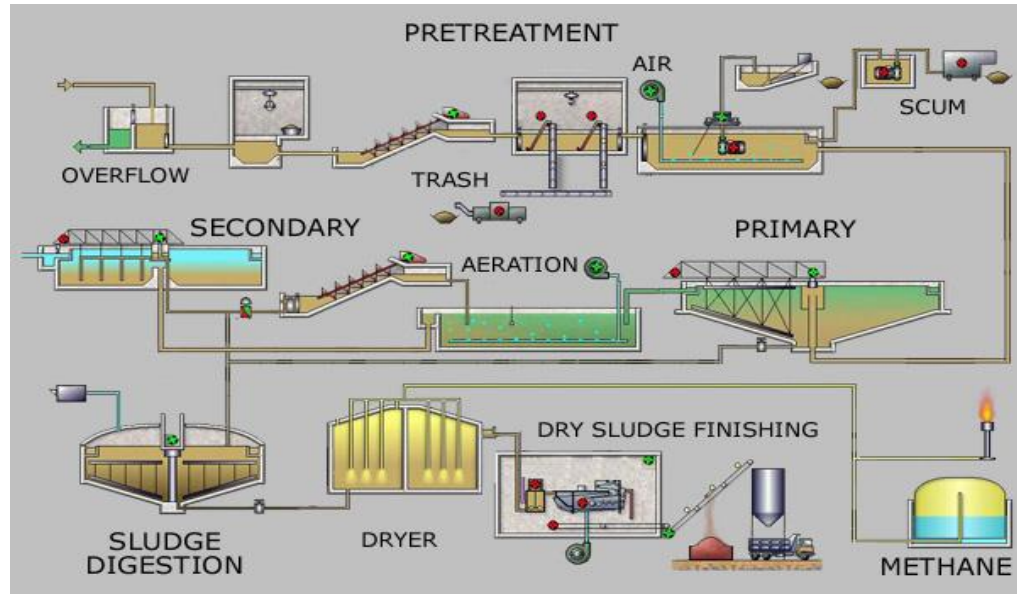 PRETREATMENT
AIR
SCUM
OVERFLOW
TRASH
SECONDARY
PRIMARY
AERATION
DRY SLUDGE FINISHING
SLUDGE
DIGESTION
DRYER
METHANE